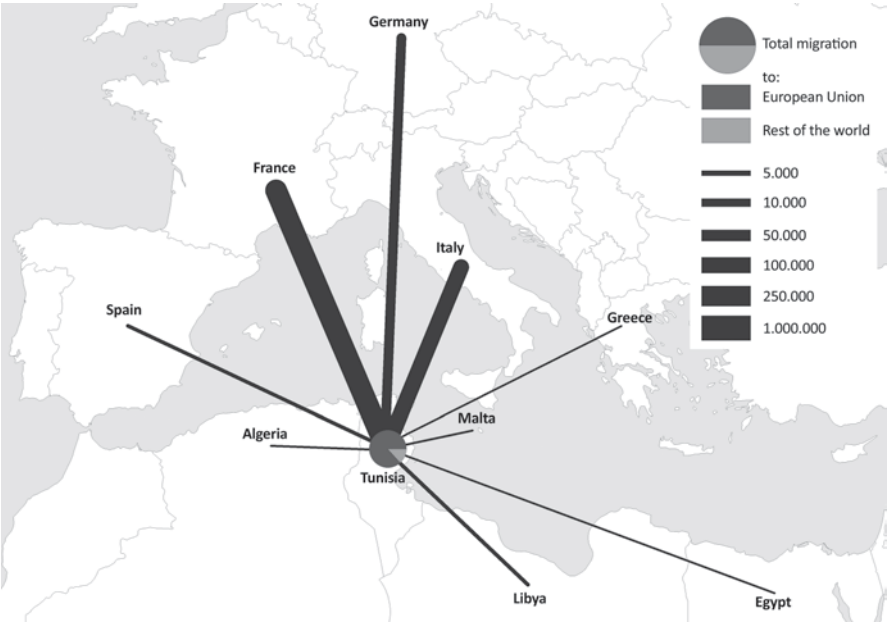 Germany
Total migration
to:
European Union
Rest of the world
France
5.000
10.000
Italy
50.000
100.000
Spain
250.000
Greece
1.000.000
Malta
Algeria
Tunisia
Libya
Egypt